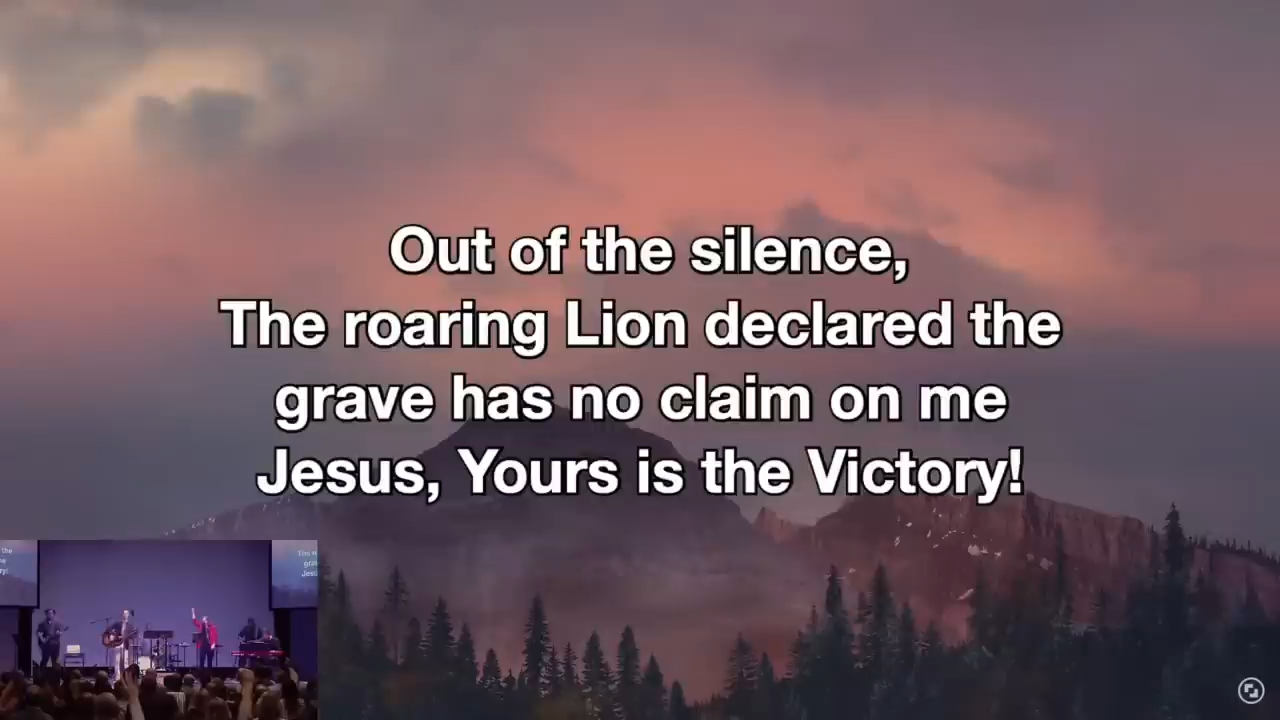 Out of the silence,
The roaring Lion declared the
grave has no claim on me
Jesus, Yours is the Victory!